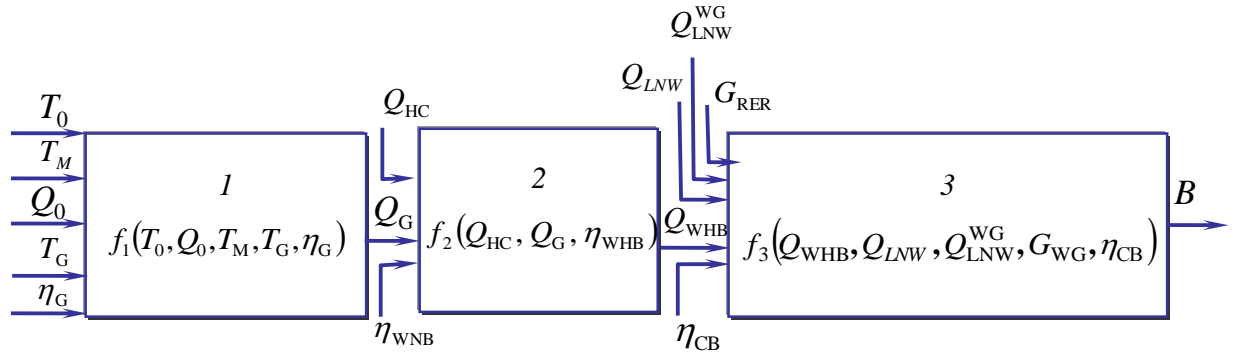 Q_LNW^WG
Q_LNW
G_RER
T_0
Q_HC
T_M
1
2
3
Q_0
Q_G
Q_WHB
B
f_1(T_0, Q_0, T_M, T_G, η_G)
f_2(Q_HC, Q_G, η_WHB)
f_3(Q_WHB, Q_LNW, Q_LNW^WG, G_WG, η_CB)
T_G
η_G
η_WNB
η_CB